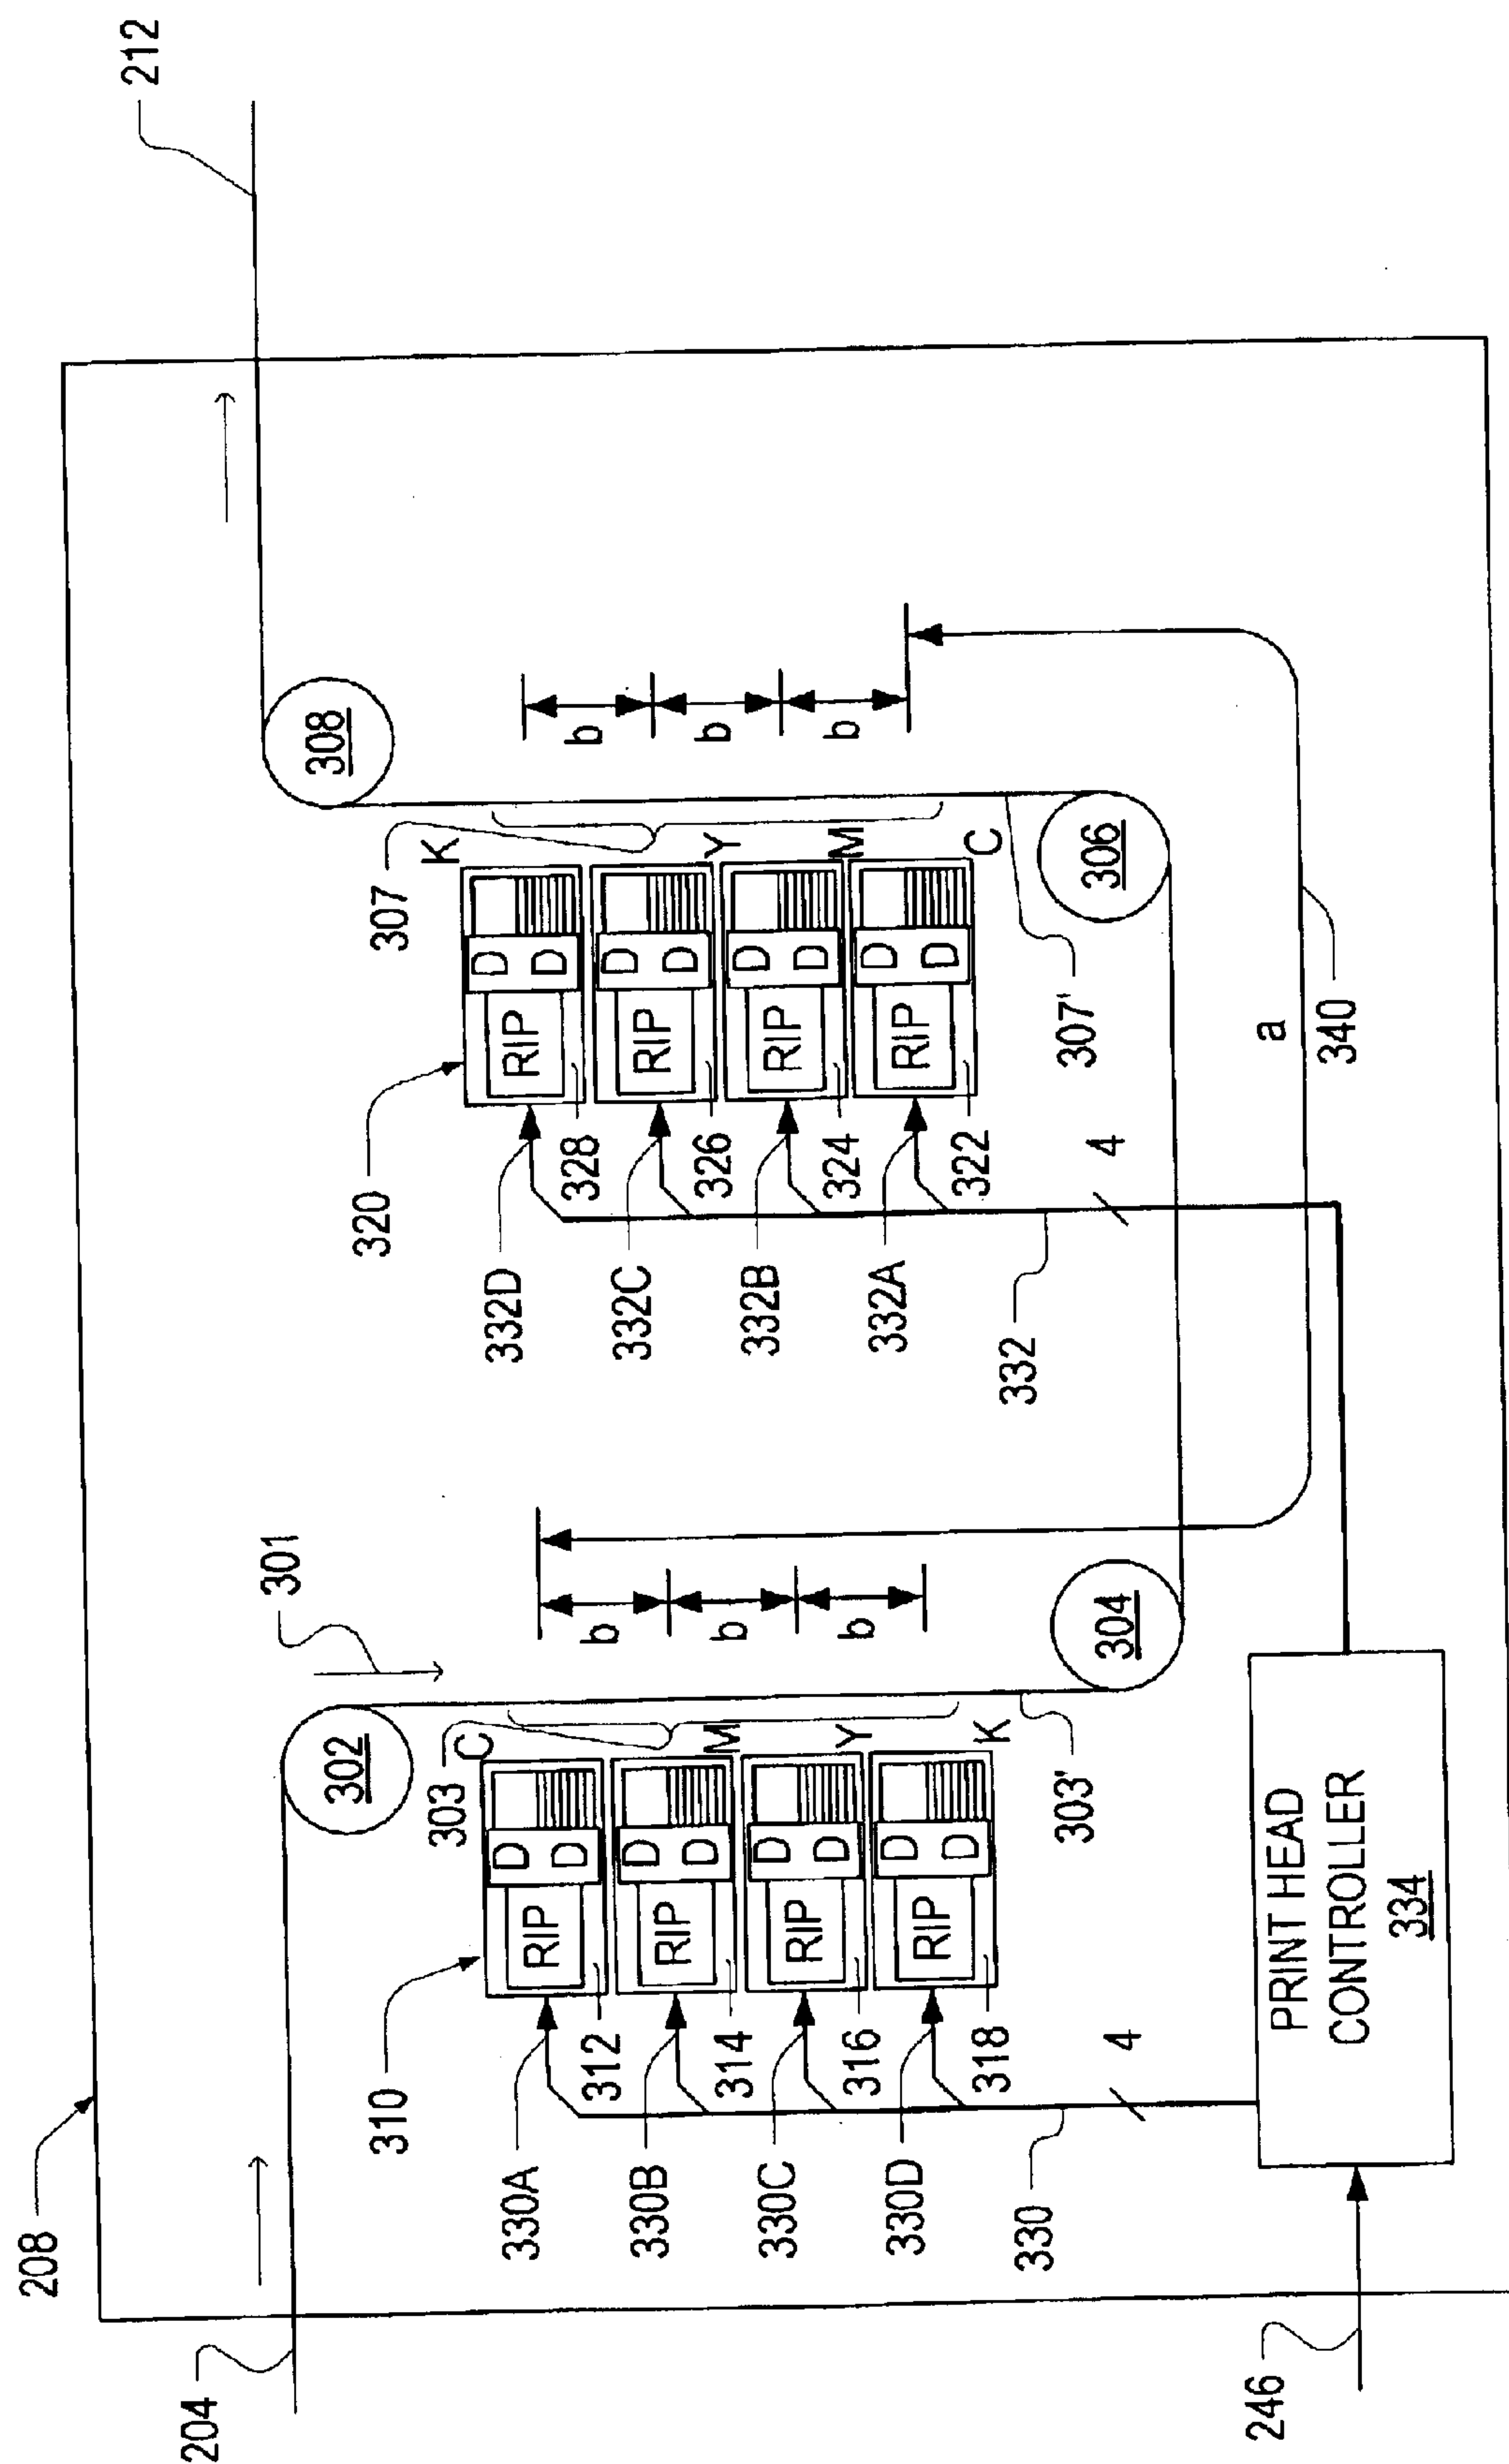 208
204
212
302
301
308
303
C
M
Y
K
303'
310
RIP
D
D
RIP
D
D
RIP
D
D
RIP
D
D
312
314
316
318
330A
330B
330C
330D
330
4
b
b
b
304
307
K
Y
M
C
307'
320
RIP
D
D
RIP
D
D
RIP
D
D
RIP
D
D
328
326
324
322
332D
332C
332B
332A
332
4
b
b
b
306
a
340
PRINT HEAD
CONTROLLER
334
246